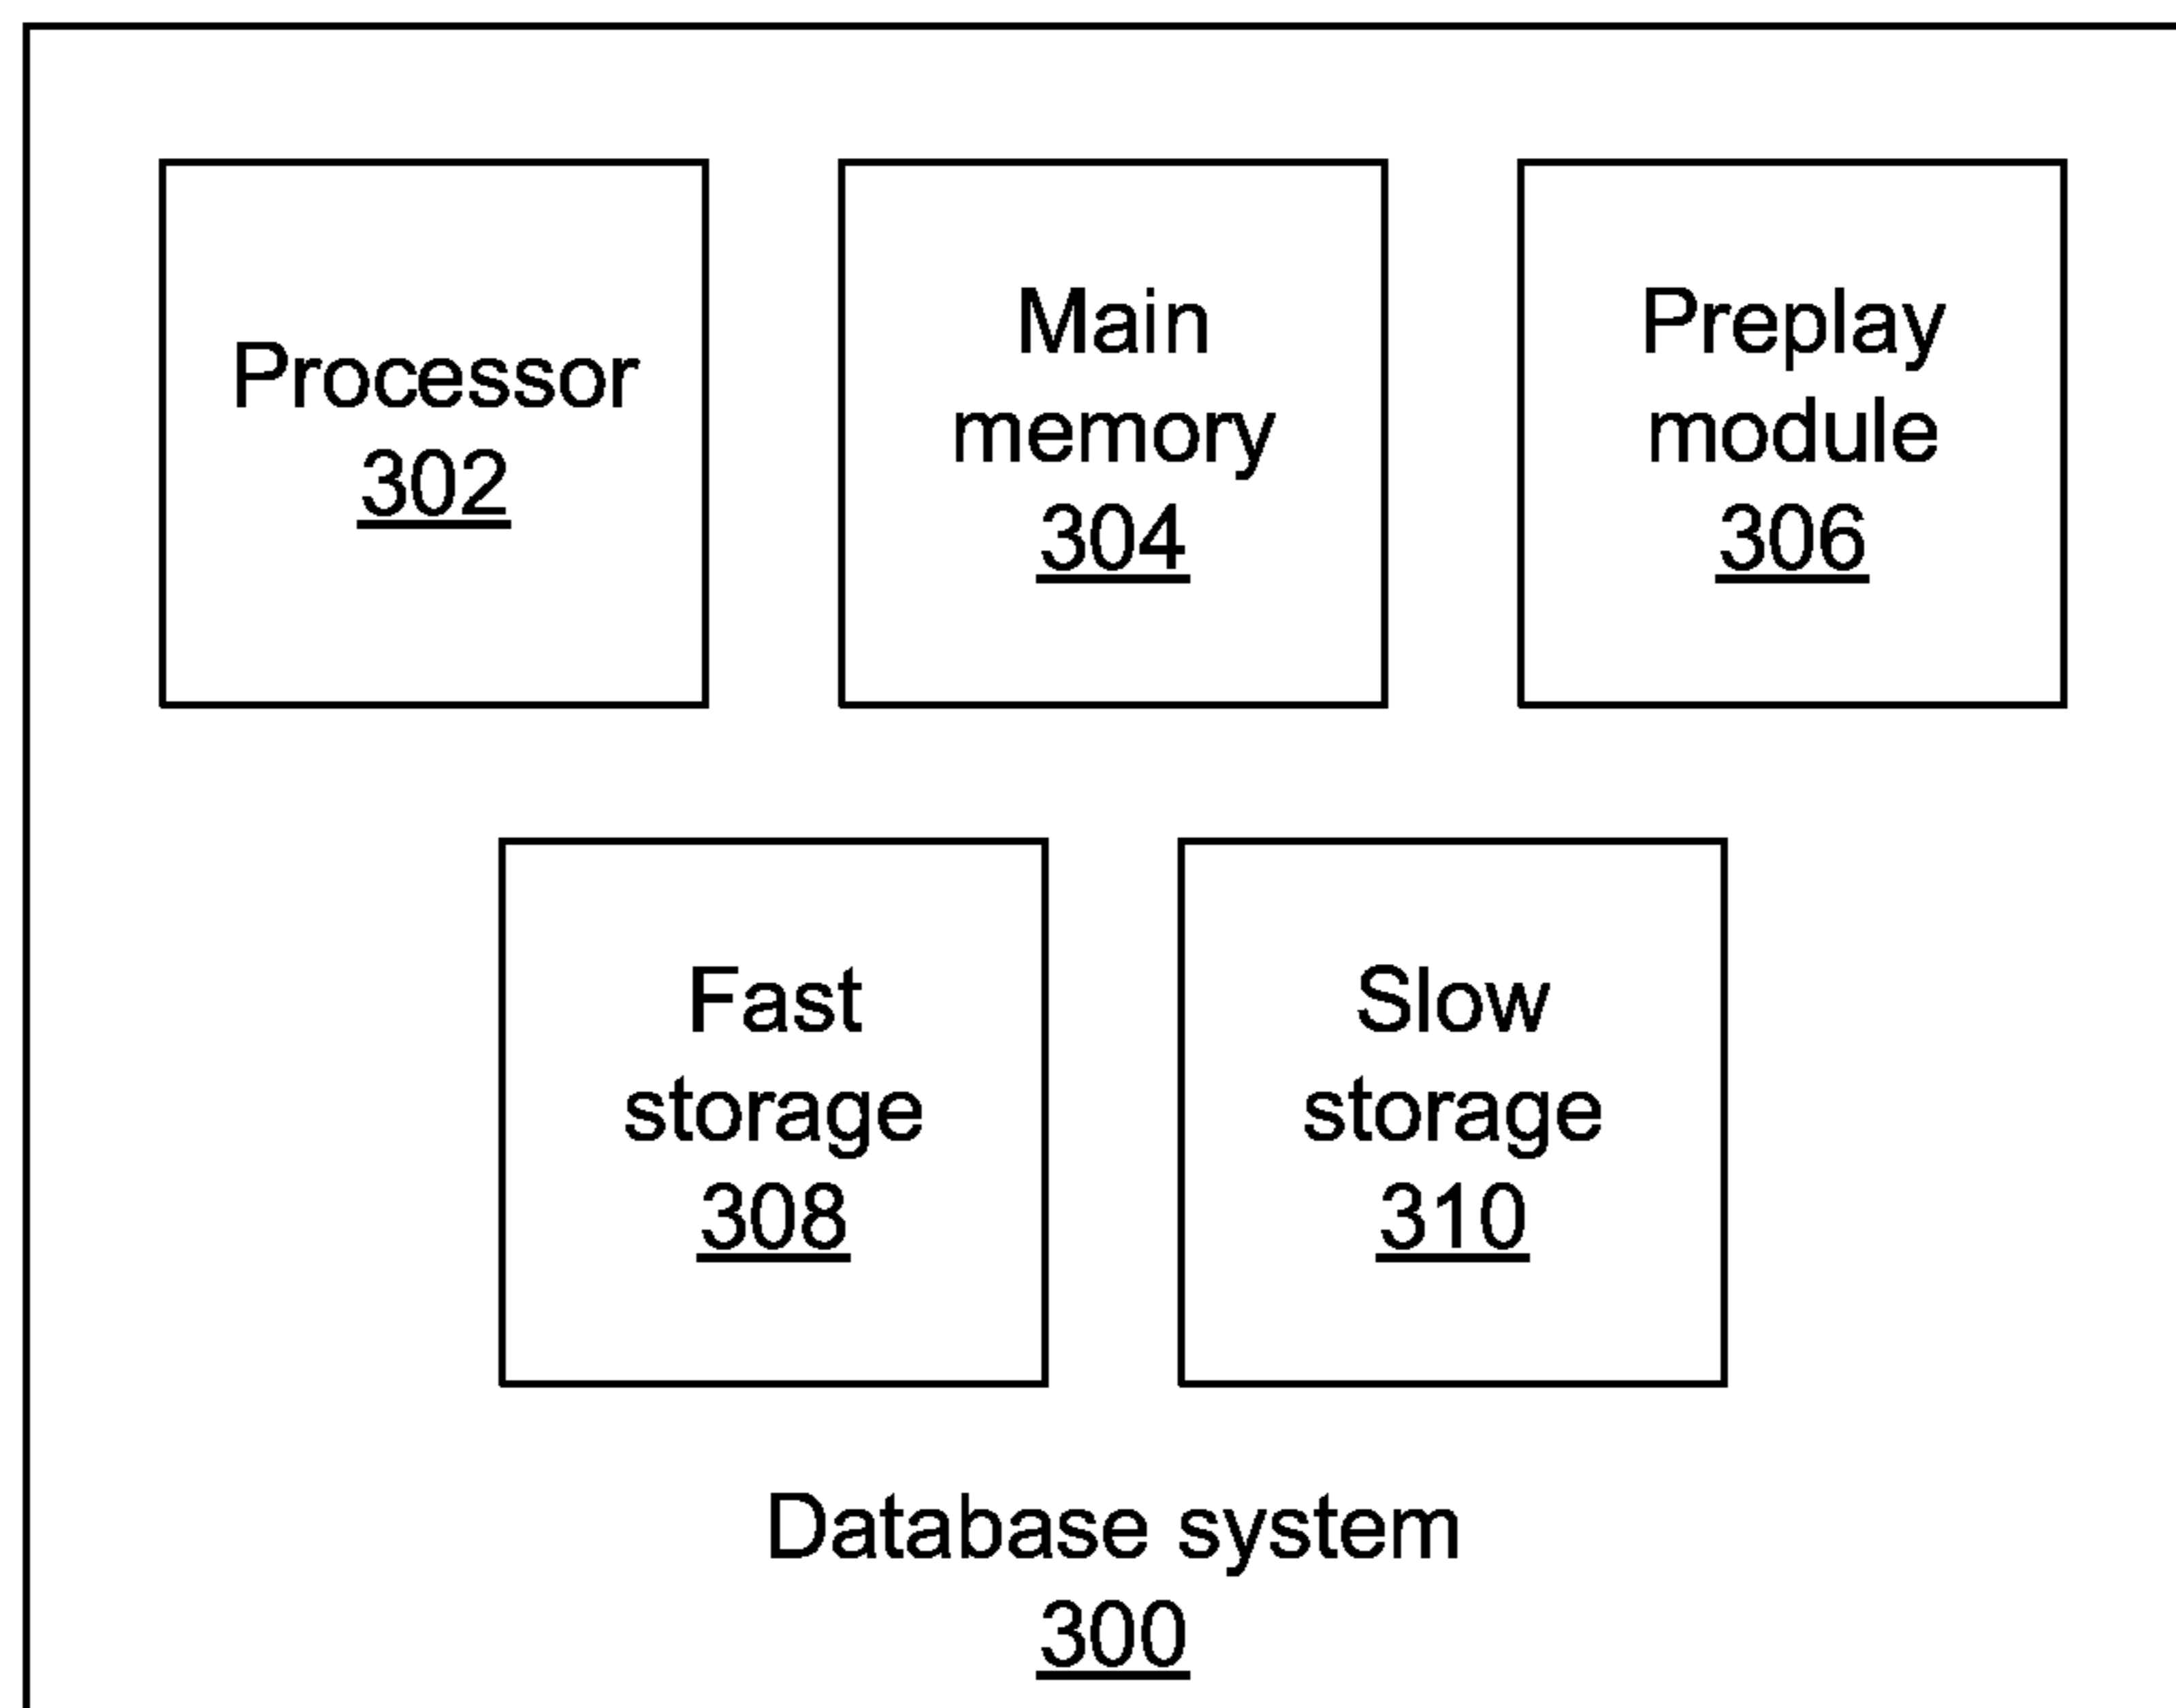 Processor
302
Main
memory
304
Preplay
module
306
Fast
storage
308
Slow
storage
310
Database system
300